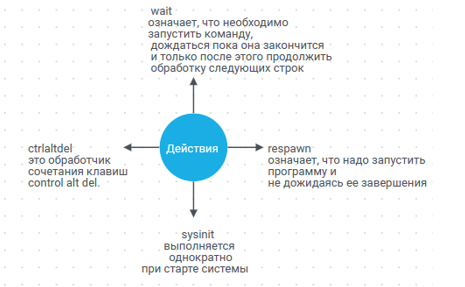 wait
означает, что необходимо
запустить команду,
дождаться пока она закончится
и только после этого продолжить
обработку следующих строк
Действия
ctrlaltdel
это обработчик
сочетания клавиш
control alt del.
respawn
означает, что надо запустить
программу и
не дожидаясь ее завершения
sysinit
выполняется
однократно
при старте системы